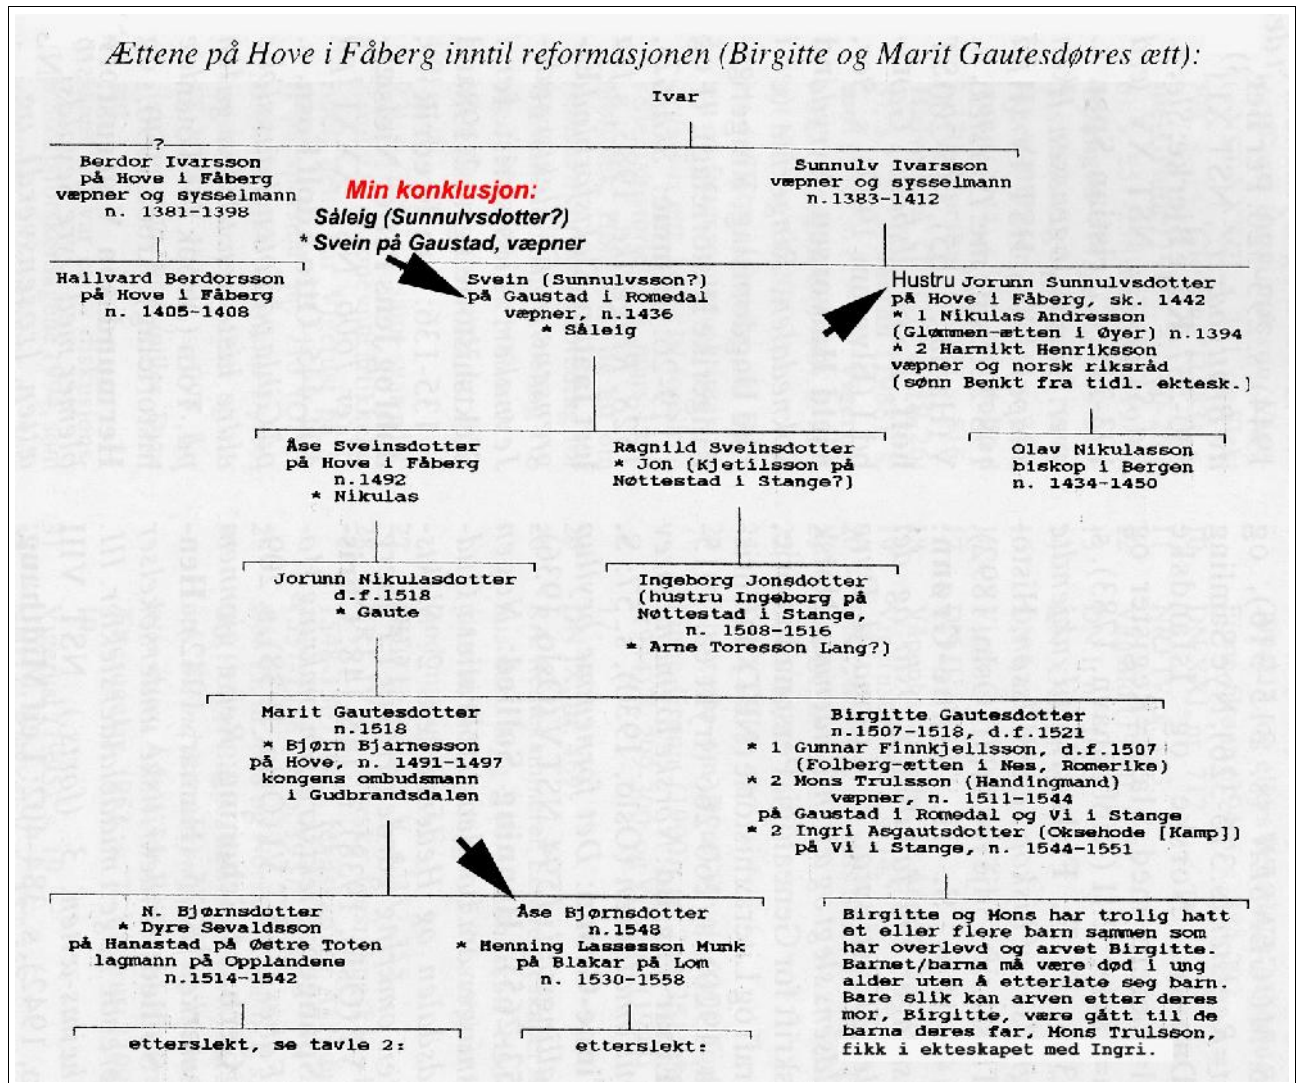 Ættene på Hove i Fåberg inntil reformasjonen (Birgitte og Marit Gautesdøtres ætt):
Ivar
?
Berdor Ivarsson
på Hove i Fåberg
væpner og sysselmann
n. 1381-1398
Sunnulv Ivarsson
væpner og sysselmann
n.1383-1412
Min konklusjon:
Såleig (Sunnulvsdotter?)
* Svein på Gaustad, væpner
Hallvard Berdorsson
på Hove i Fåberg
n. 1405-1408
Svein (Sunnulvsson?)
på Gaustad i Romedal
væpner, n.1436
* Såleig
Hustru Jorunn Sunnulvsdotter
på Hove i Fåberg, sk. 1442
* 1 Nikulas Andresson
(Glømmen-ætten i Øyer) n.1394
* 2 Harnikt Henriksson
væpner og norsk riksråd
(sønn Benkt fra tidl. ektesk.)
Åse Sveinsdotter
på Hove i Fåberg
n.1492
* Nikulas
Ragnild Sveinsdotter
* Jon (Kjetilsson på
Nøttestad i Stange?)
Olav Nikulasson
biskop i Bergen
n. 1434-1450
Jorunn Nikulasdotter
d.f.1518
* Gaute
Ingeborg Jonsdotter
(hustru Ingeborg på
Nøttestad i Stange,
n. 1508-1516
* Arne Toresson Lang?)
Marit Gautesdotter
n.1518
* Bjørn Bjarnesson
på Hove, n. 1491-1497
kongens ombudsmann
i Gudbrandsdalen
Birgitte Gautesdotter
n.1507-1518, d.f.1521
* 1 Gunnar Finnkjellsson, d.f.1507
(Folberg-ætten i Nes, Romerike)
* 2 Mons Trulsson (Handingmand)
væpner, n. 1511-1544
på Gaustad i Romedal og Vi i Stange
* 2 Ingri Asgautsdotter (Oksehode [Kamp])
på Vi i Stange, n. 1544-1551
N. Bjørnsdotter
* Dyre Sevaldsson
på Hanastad på Østre Toten
lagmann på Opplandene
n.1514-1542
Åse Bjørnsdotter
n.1548
* Henning Lassesson Munk
på Blakar på Lom
n. 1530-1558
Birgitte og Mons har trolig hatt
et eller flere barn sammen som
har overlevd og arvet Birgitte.
Barnet/barna må være død i ung
alder uten å etterlate seg barn.
Bare slik kan arven etter deres
mor, Birgitte, være gått til de
barna deres far, Mons Trulsson,
fikk i ekteskapet med Ingri.
etterslekt, se tavle 2:
etterslekt: